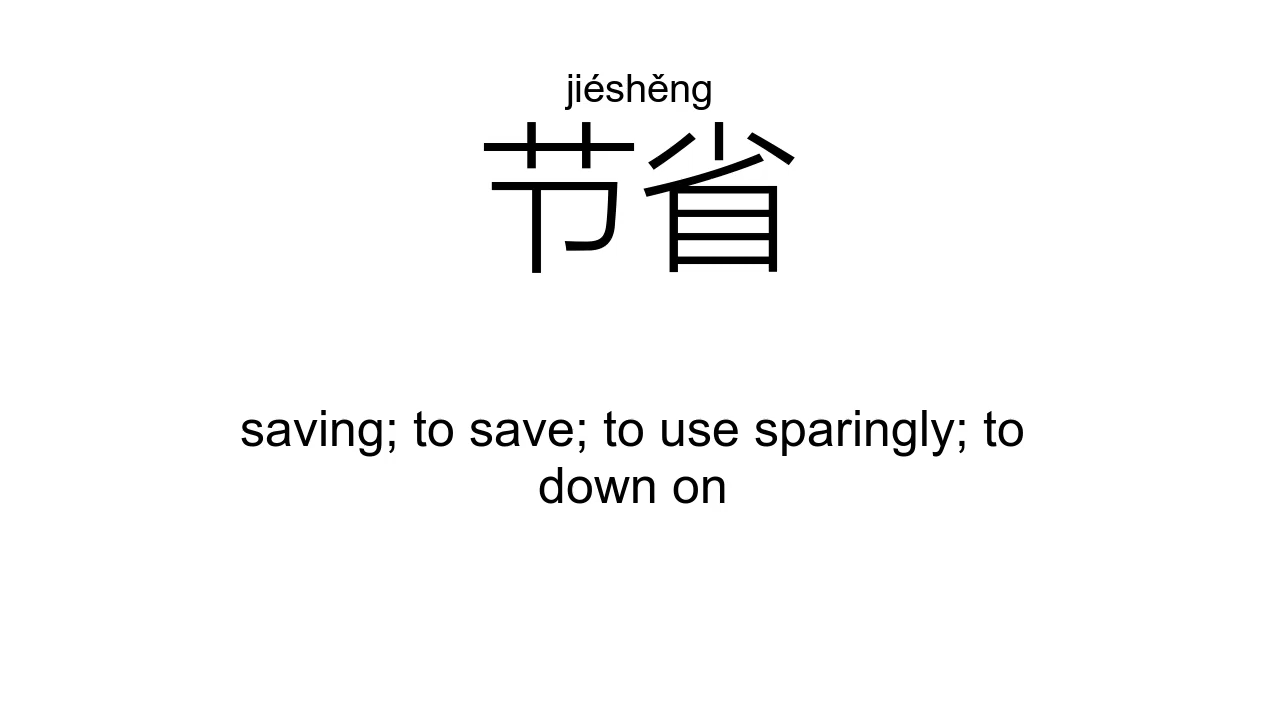 jiéshěng
节省
saving; to save; to use sparingly; to
down on